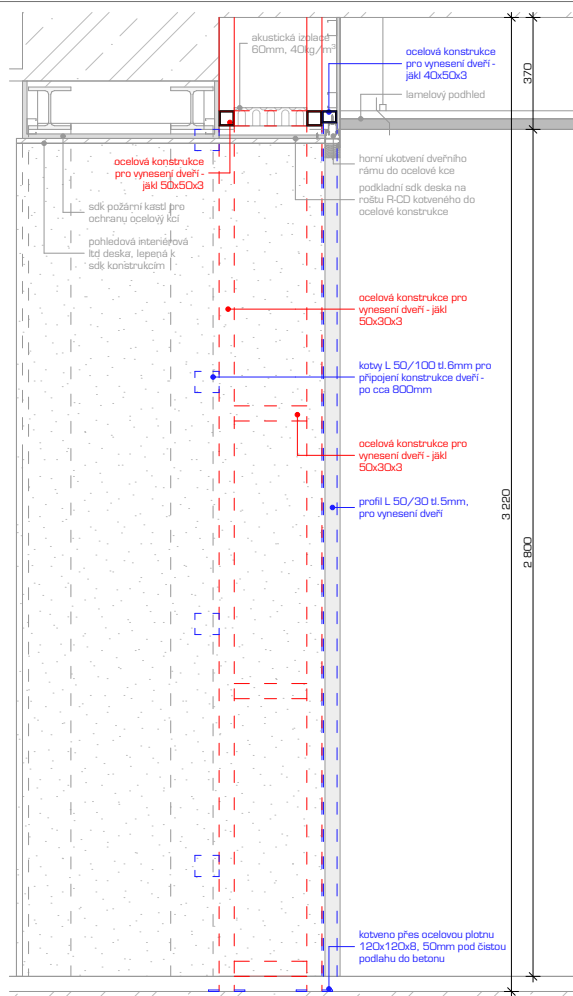 akustická izolace
60mm, 40kg/m³
ocelová konstrukce
pro vynesení dveří -
jäkl 40x50x3
lamelový podhled
370
ocelová konstrukce
pro vynesení dveří -
jäkl 50x50x3
horní ukotvení dveřního
rámu do ocelové kce
podkladní sdk deska na
roštu R-CD kotveného do
ocelové konstrukce
sdk požární kastl pro
ochranu ocelový kcí
pohledová interiérová
ltd deska, lepená k
sdk konstrukcím
ocelová konstrukce pro
vynesení dveří - jäkl
50x30x3
kotvy L 50/100 tl.6mm pro
připojení konstrukce dveří -
po cca 800mm
ocelová konstrukce pro
vynesení dveří - jäkl
50x30x3
profil L 50/30 tl.5mm,
pro vynesení dveří
3 220
2 800
kotveno přes ocelovou plotnu
120x120x8, 50mm pod čistou
podlahu do betonu